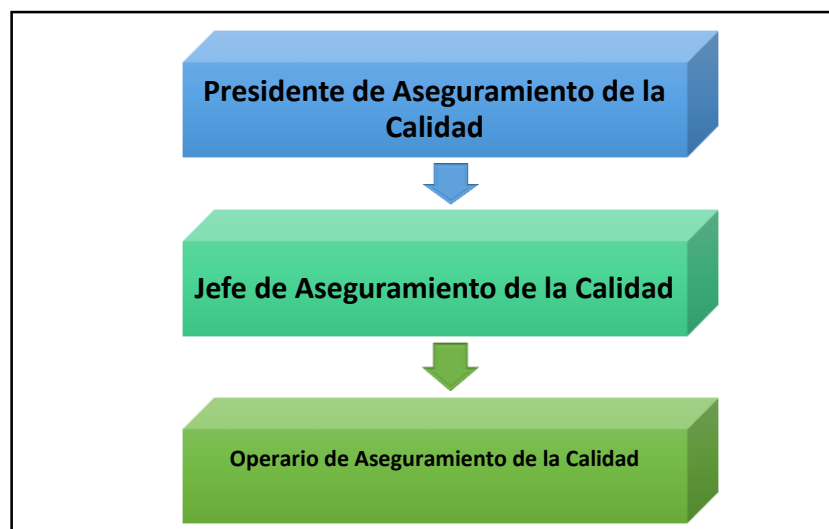 Presidente de Aseguramiento de la
Calidad
Jefe de Aseguramiento de la Calidad
Operario de Aseguramiento de la Calidad